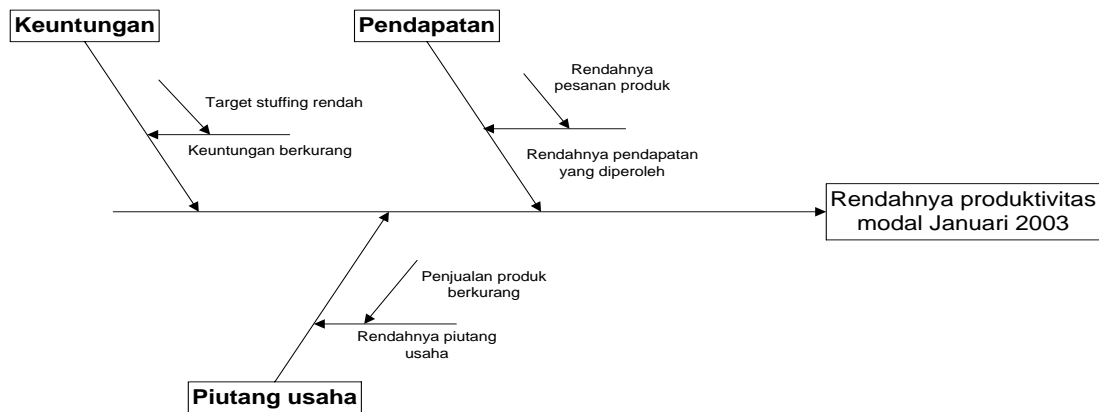 Keuntungan
Pendapatan
Rendahnya
pesanan produk
Target stuffing rendah
Keuntungan berkurang
Rendahnya pendapatan
yang diperoleh
Rendahnya produktivitas
modal Januari 2003
Penjualan produk
berkurang
Rendahnya piutang
usaha
Piutang usaha